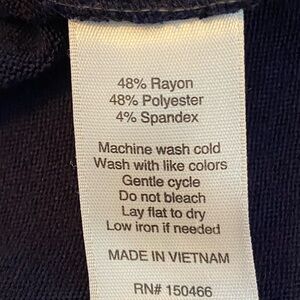 48% Rayon
48% Polyester
4% Spandex
Machine wash cold
Wash with like colors
Gentle cycle
Do not bleach
Lay flat to dry
Low iron if needed
MADE IN VIETNAM
RN# 150466